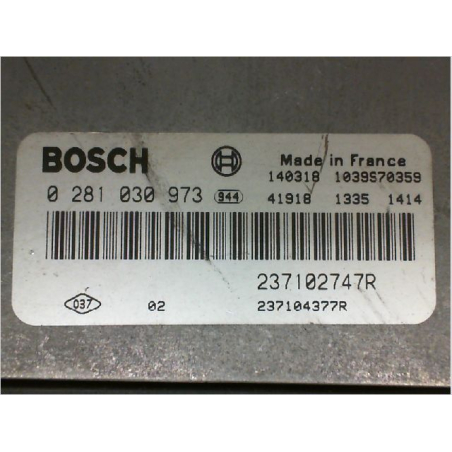 BOSCH Made in France
140318 1039S70359
0 281 030 973 944 41918 1335 1414
237102747R
037 02 237104377R